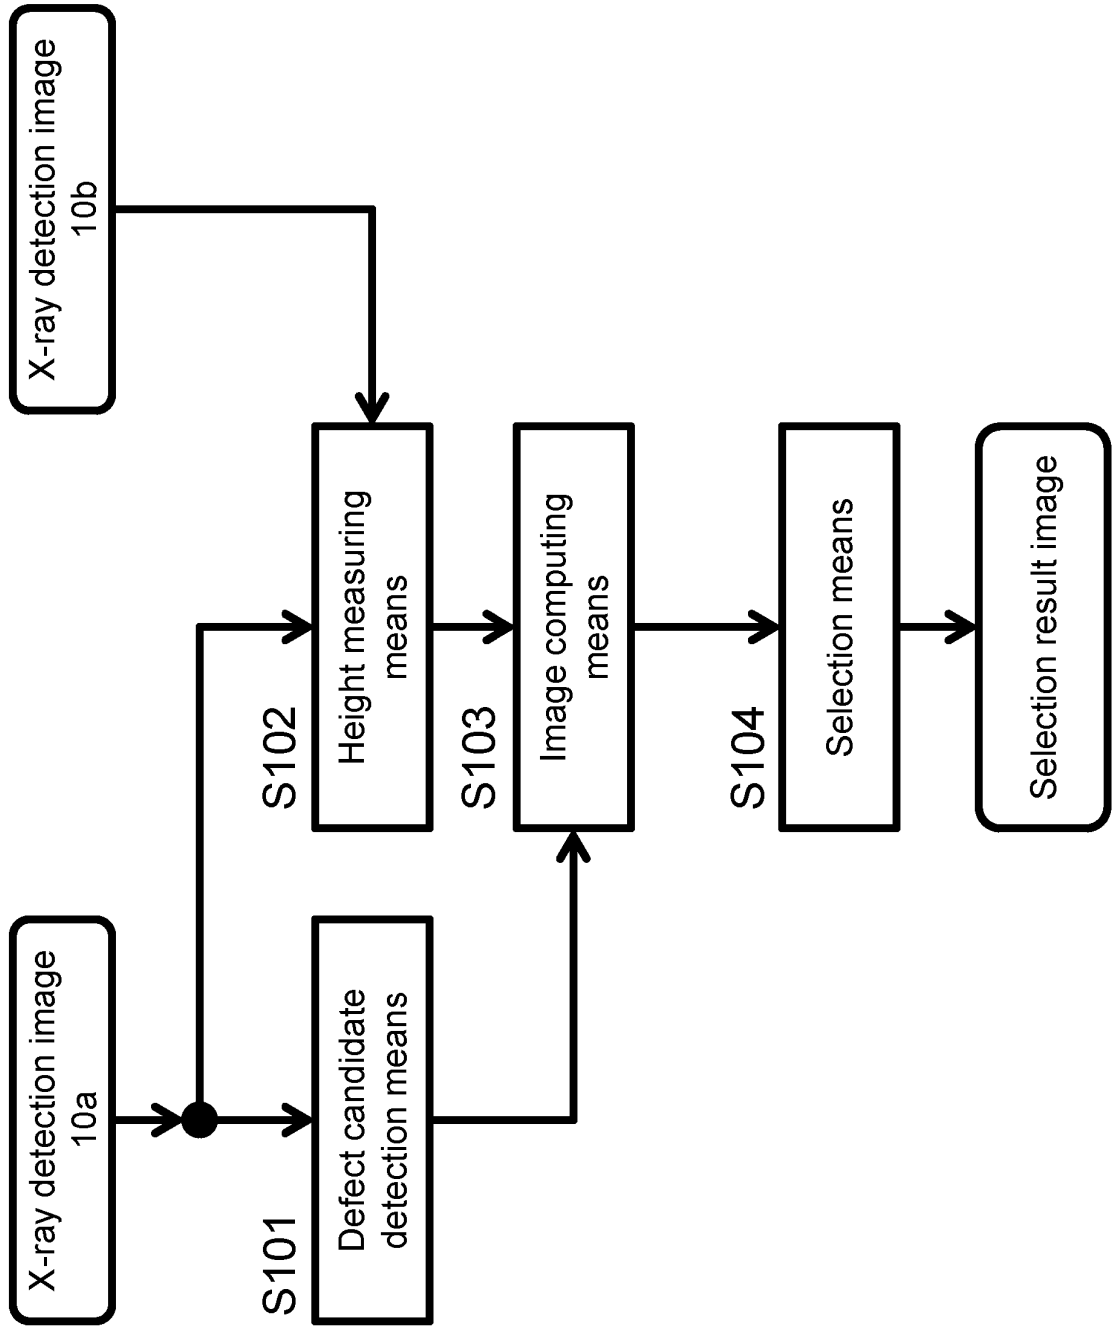 X-ray detection image
10a
X-ray detection image
10b
S101
Defect candidate
detection means
S102
Height measuring
means
S103
Image computing
means
S104
Selection means
Selection result image